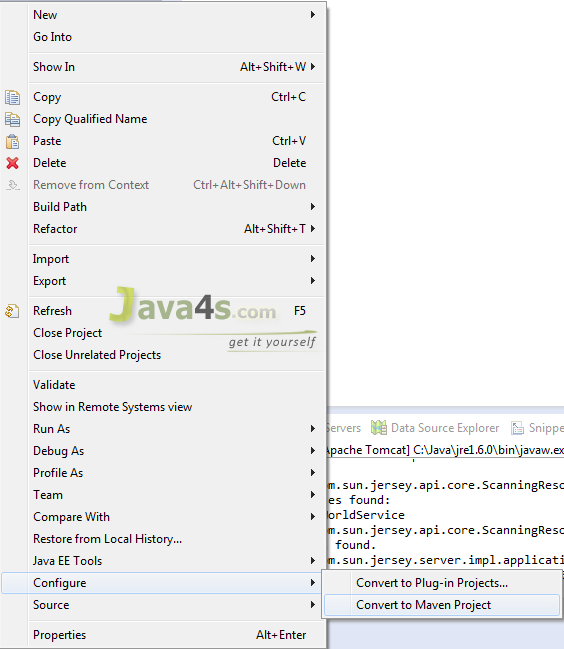 New
Go Into
Show In Alt+Shift+W
Copy Ctrl+C
Copy Qualified Name
Paste Ctrl+V
Delete Delete
Remove from Context Ctrl+Alt+Shift+Down
Build Path
Refactor Alt+Shift+T
Import
Export
Java4s.com
Refresh F5
Close Project
get it yourself
Close Unrelated Projects
Validate
Show in Remote Systems view
Run As
Servers Data Source Explorer Snippe
Debug As
Apache Tomcat] C:\Java\jre1.6.0\bin\javaw.ex
Profile As
m.sun.jersey.api.core.ScanningReso
Team
es found:
Compare With
orldService
Restore from Local History...
m.sun.jersey.api.core.ScanningReso
found.
Java EE Tools
m.sun.jersey.server.impl.applicati
Configure
Convert to Plug-in Projects...
Source
Convert to Maven Project
Properties Alt+Enter